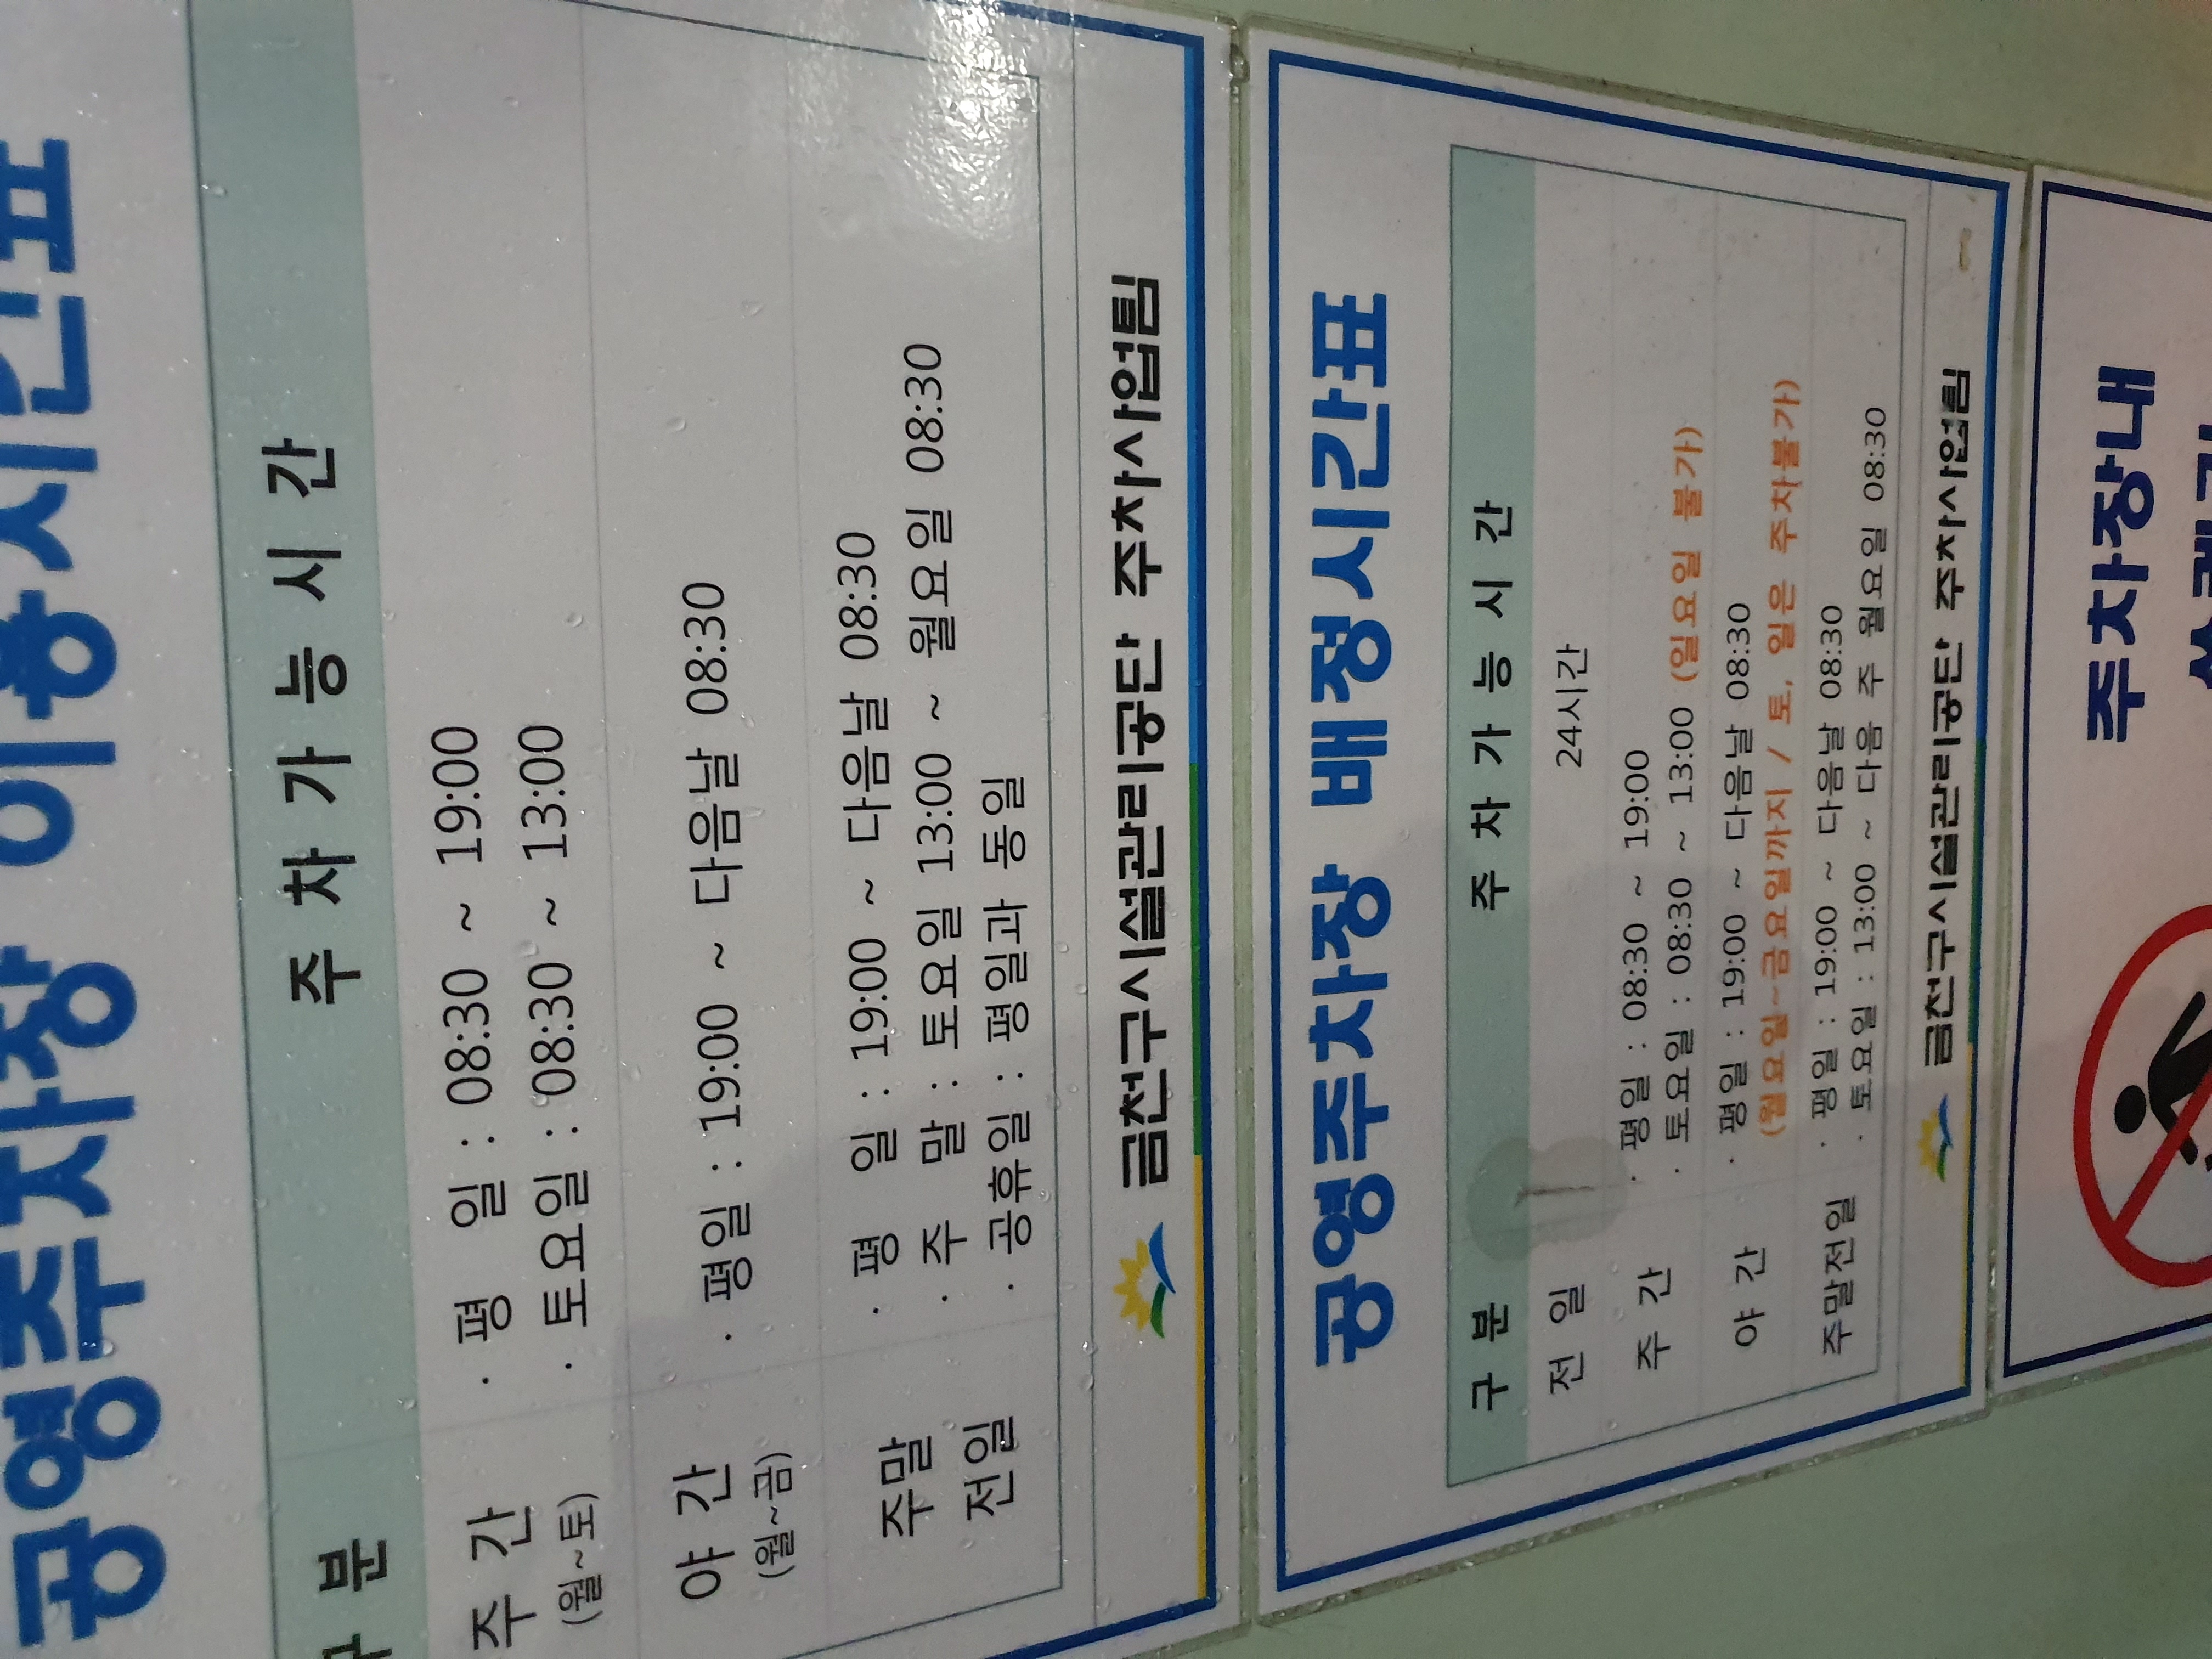 공영주차장 이용시간표
구 분 주 차 가 능 시 간
주 간
(월~토)
· 평 일 : 08:30 ~ 19:00
· 토요일 : 08:30 ~ 13:00
야 간
(월~금)
· 평일 : 19:00 ~ 다음날 08:30
주말
전일
· 평 일 : 19:00 ~ 다음날 08:30
· 주 말 : 토요일 13:00 ~ 월요일 08:30
· 공휴일 : 평일과 동일
금천구시설관리공단 주차사업팀
공영주차장 배정시간표
구 분 주 차 가 능 시 간
전 일 24시간
주 간
· 평일 : 08:30 ~ 19:00
· 토요일 : 08:30 ~ 13:00 (일요일 불가)
야 간
· 평일 : 19:00 ~ 다음날 08:30
(월요일~금요일까지 / 토, 일은 주차불가)
주말전일
· 평일 : 19:00 ~ 다음날 08:30
· 토요일 : 13:00 ~ 다음 주 월요일 08:30
금천구시설관리공단 주차사업팀
주차장내